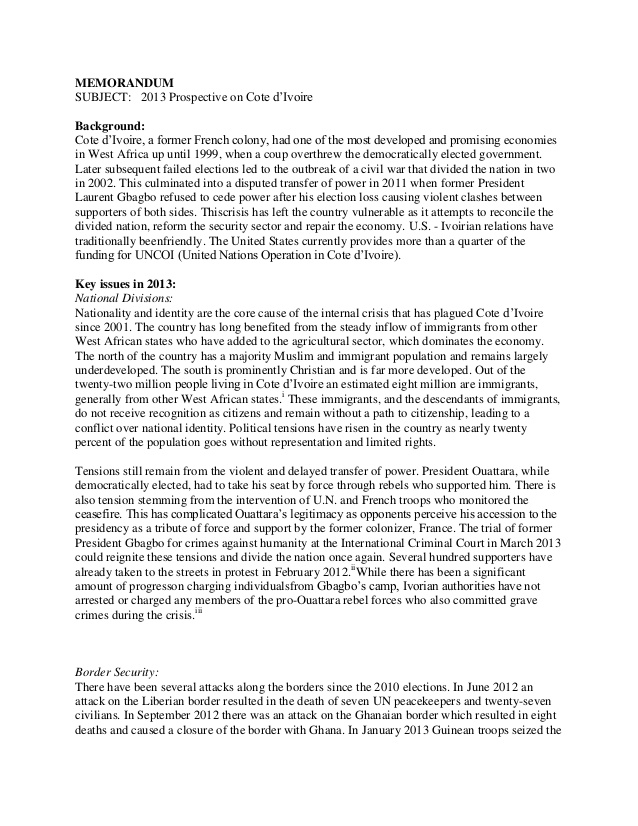 MEMORANDUM
SUBJECT: 2013 Prospective on Cote d'Ivoire
Background:
Cote d'Ivoire, a former French colony, had one of the most developed and promising economies
in West Africa up until 1999, when a coup overthrew the democratically elected government.
Later subsequent failed elections led to the outbreak of a civil war that divided the nation in two
in 2002. This culminated into a disputed transfer of power in 2011 when former President
Laurent Gbagbo refused to cede power after his election loss causing violent clashes between
supporters of both sides. Thiscrisis has left the country vulnerable as it attempts to reconcile the
divided nation, reform the security sector and repair the economy. U.S. - Ivoirian relations have
traditionally beenfriendly. The United States currently provides more than a quarter of the
funding for UNCOI (United Nations Operation in Cote d'Ivoire).
Key issues in 2013:
National Divisions:
Nationality and identity are the core cause of the internal crisis that has plagued Cote d'Ivoire
since 2001. The country has long benefited from the steady inflow of immigrants from other
West African states who have added to the agricultural sector, which dominates the economy.
The north of the country has a majority Muslim and immigrant population and remains largely
underdeveloped. The south is prominently Christian and is far more developed. Out of the
twenty-two million people living in Cote d'Ivoire an estimated eight million are immigrants,
generally from other West African states.i These immigrants, and the descendants of immigrants,
do not receive recognition as citizens and remain without a path to citizenship, leading to a
conflict over national identity. Political tensions have risen in the country as nearly twenty
percent of the population goes without representation and limited rights.
Tensions still remain from the violent and delayed transfer of power. President Ouattara, while
democratically elected, had to take his seat by force through rebels who supported him. There is
also tension stemming from the intervention of U.N. and French troops who monitored the
ceasefire. This has complicated Ouattara's legitimacy as opponents perceive his accession to the
presidency as a tribute of force and support by the former colonizer, France. The trial of former
President Gbagbo for crimes against humanity at the International Criminal Court in March 2013
could reignite these tensions and divide the nation once again. Several hundred supporters have
already taken to the streets in protest in February 2012.iiWhile there has been a significant
amount of progresson charging individualsfrom Gbagbo's camp, Ivorian authorities have not
arrested or charged any members of the pro-Ouattara rebel forces who also committed grave
crimes during the crisis.iii
Border Security:
There have been several attacks along the borders since the 2010 elections. In June 2012 an
attack on the Liberian border resulted in the death of seven UN peacekeepers and twenty-seven
civilians. In September 2012 there was an attack on the Ghanaian border which resulted in eight
deaths and caused a closure of the border with Ghana. In January 2013 Guinean troops seized the